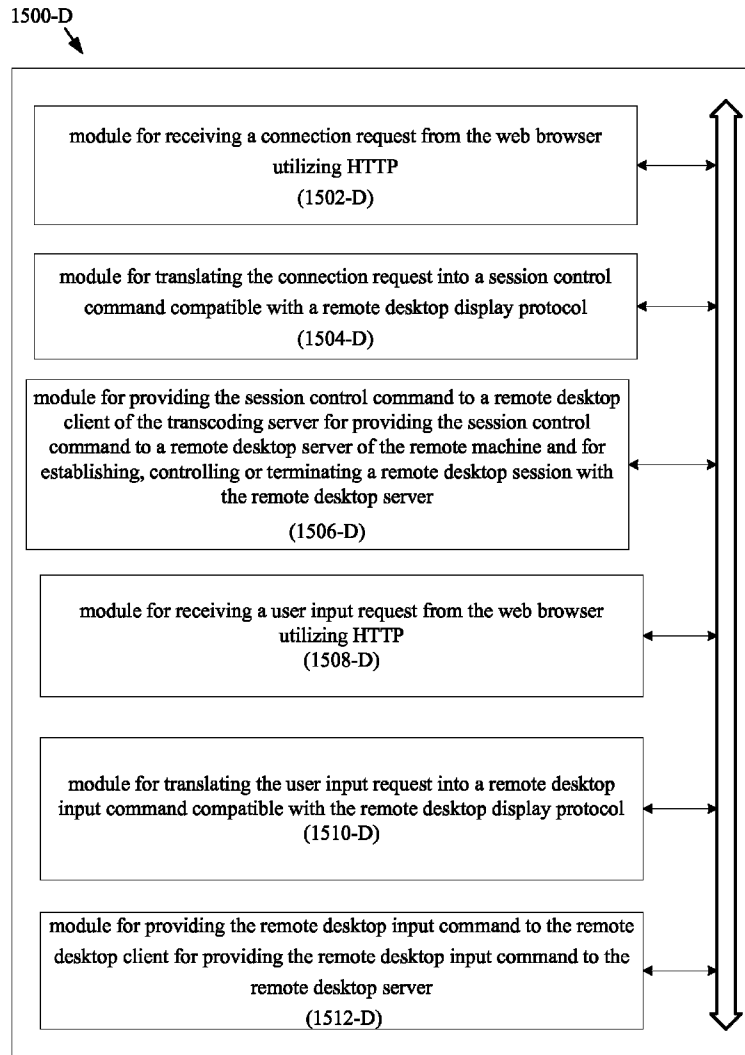 1500-D
module for receiving a connection request from the web browser
utilizing HTTP
(1502-D)
module for translating the connection request into a session control
command compatible with a remote desktop display protocol
(1504-D)
module for providing the session control command to a remote desktop
client of the transcoding server for providing the session control
command to a remote desktop server of the remote machine and for
establishing, controlling or terminating a remote desktop session with
the remote desktop server
(1506-D)
module for receiving a user input request from the web browser
utilizing HTTP
(1508-D)
module for translating the user input request into a remote desktop
input command compatible with the remote desktop display protocol
(1510-D)
module for providing the remote desktop input command to the remote
desktop client for providing the remote desktop input command to the
remote desktop server
(1512-D)